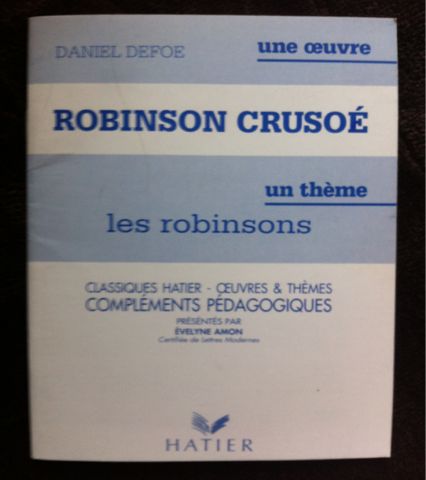 une œuvre
DANIEL DEFOE
ROBINSON CRUSOÉ
un thème
les robinsons
CLASSIQUES HATIER - ŒUVRES & THÈMES
COMPLÉMENTS PÉDAGOGIQUES
PRÉSENTÉS PAR
ÉVELYNE AMON
Certifiée de Lettres Modernes
HATIER